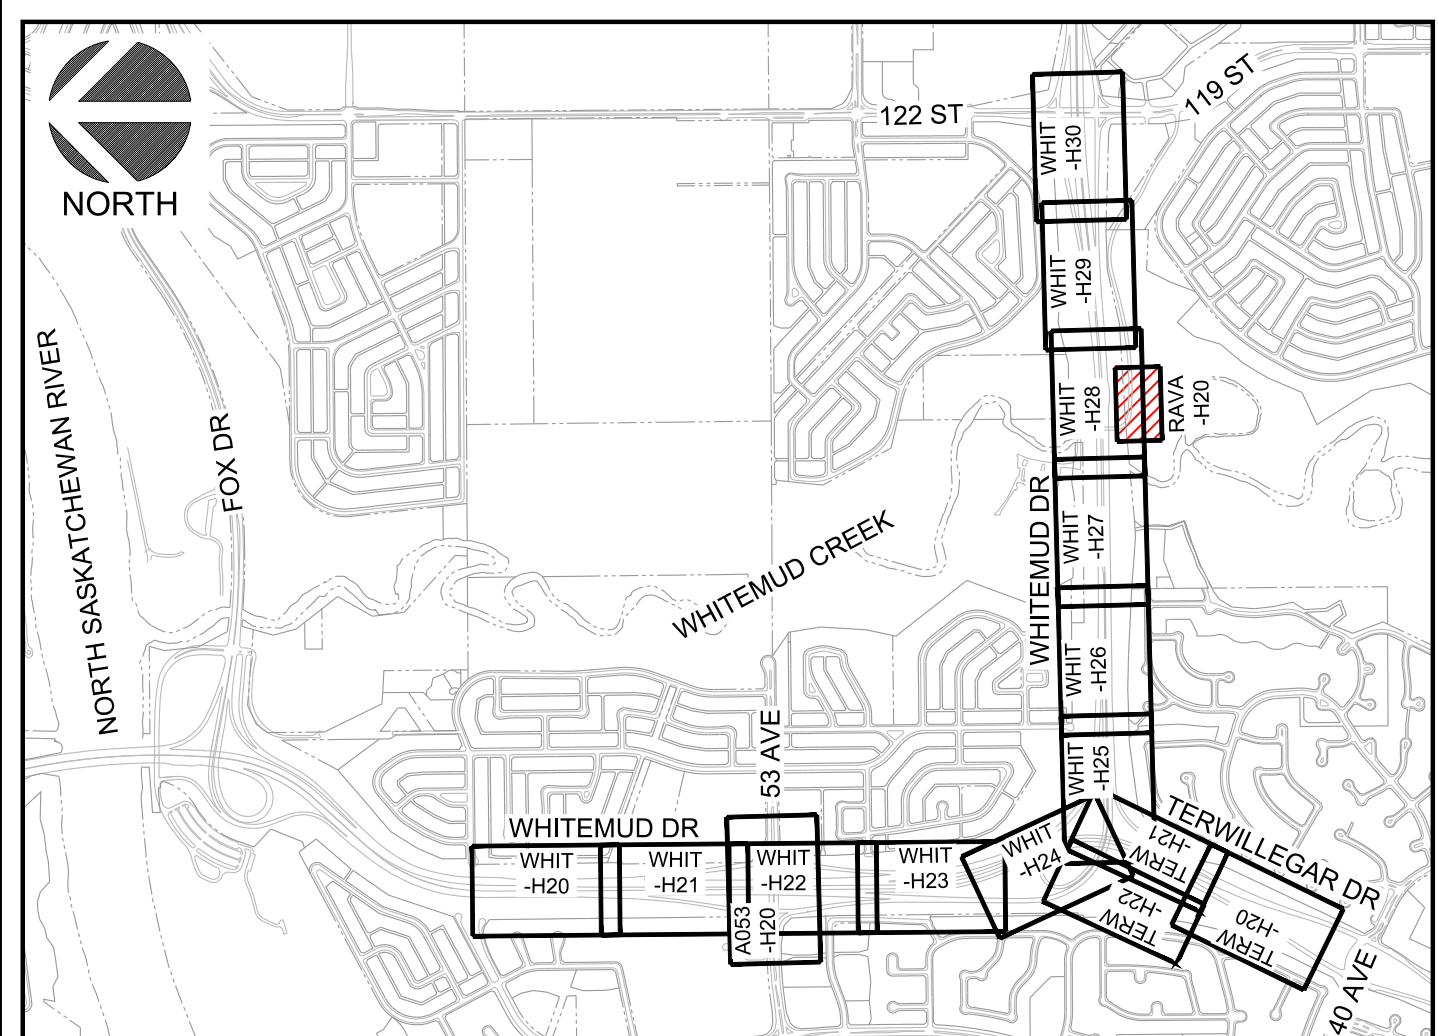 NORTH
122 ST
119 ST
WHIT
-H30
WHIT
-H29
WHIT
-H28
RAVA
-H20
NORTH SASKATCHEWAN RIVER
FOX DR
WHITEMUD CREEK
WHITEMUD DR
WHIT
-H27
WHIT
-H26
WHIT
-H25
53 AVE
WHITEMUD DR
WHIT
-H20
WHIT
-H21
WHIT
-H22
A053
-H20
WHIT
-H23
WHIT
-H24
TERW
-H21
TERWILLEGAR DR
TERW
-H22
TERW
-H20
40 AVE